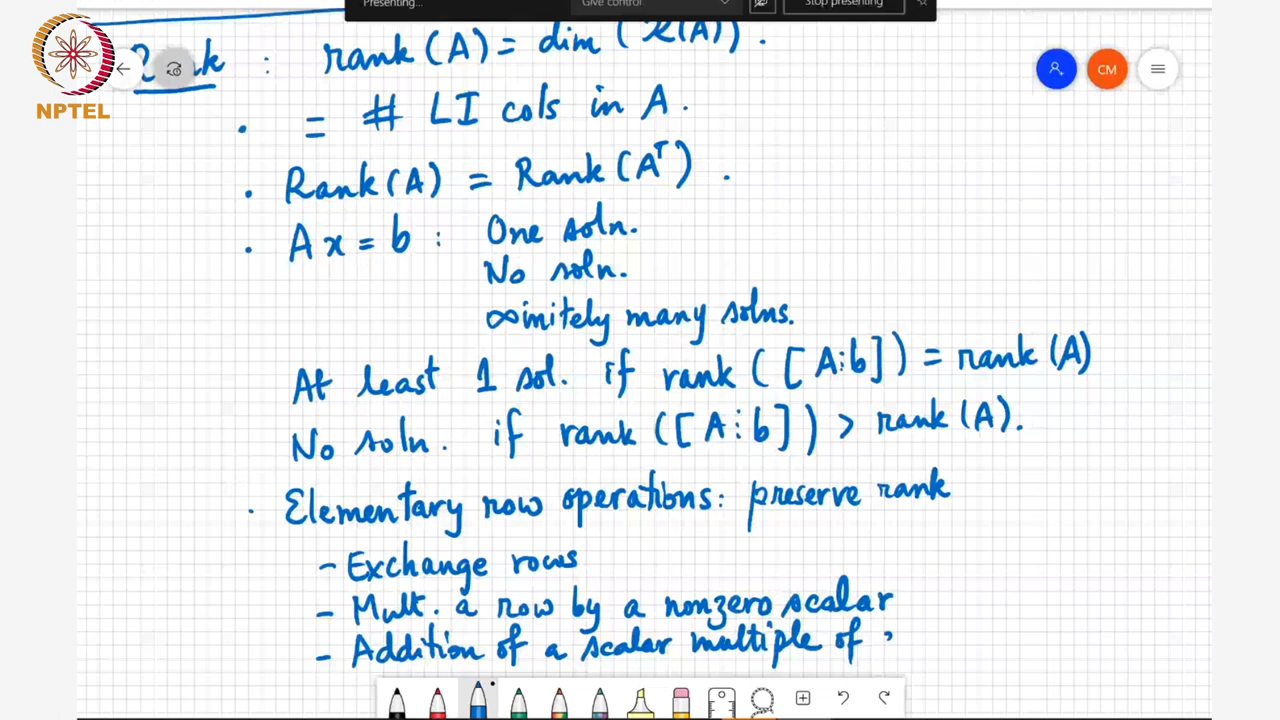 Presenting...
Give control
Stop presenting
NPTEL
CM
Rank : rank (A) = dim (R(A)).
. = # LI cols in A.
. Rank(A) = Rank(Aᵀ).
. Ax = b : One soln.
No soln.
∞initely many solns.
At least 1 sol. if rank ([A⋮b]) = rank (A)
No soln. if rank ([A⋮b]) > rank (A).
. Elementary row operations: preserve rank
- Exchange rows
- Mult. a row by a nonzero scalar
- Addition of a scalar multiple of